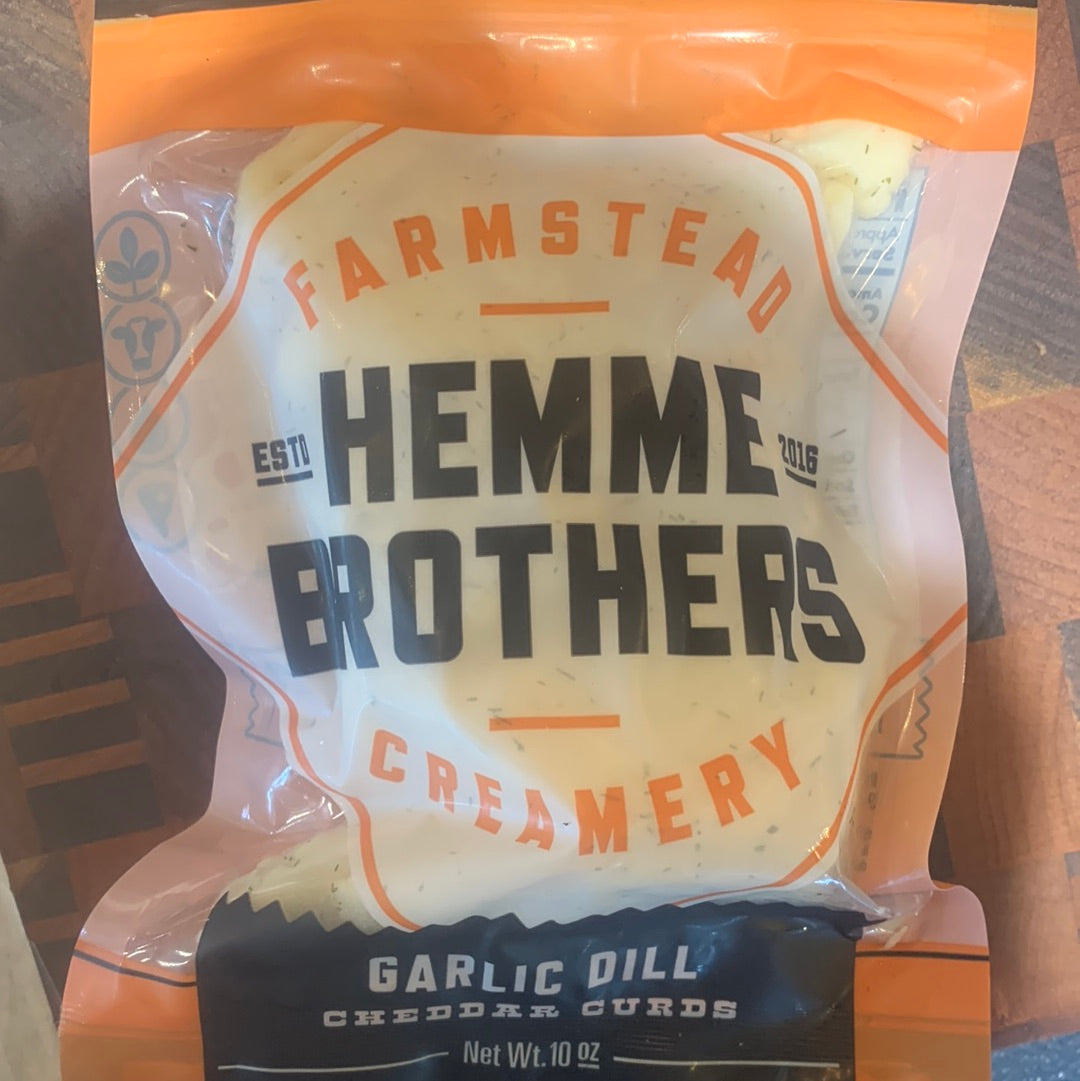 FARMSTEAD
HEMME
ESTD
2016
BROTHERS
CREAMERY
GARLIC DILL
CHEDDAR CURDS
Net Wt. 10 oz